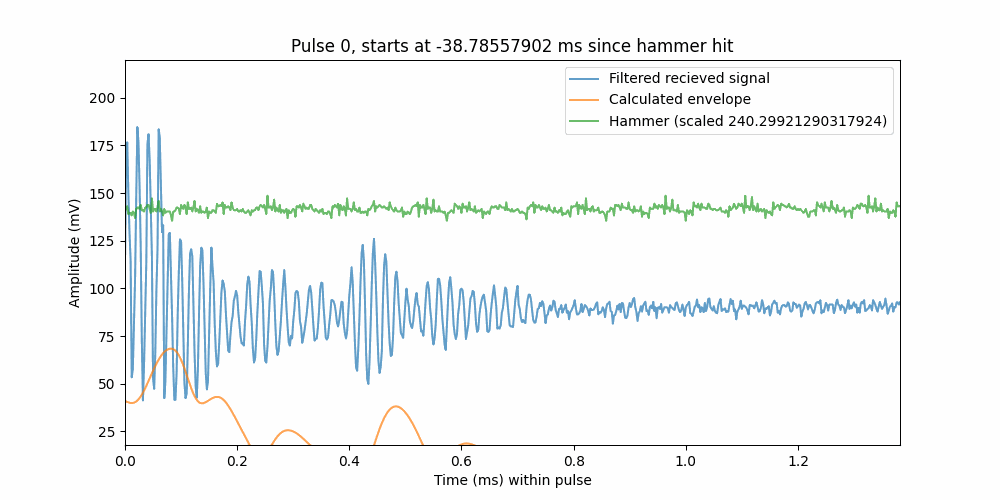 Pulse 0, starts at -38.78557902 ms since hammer hit
Filtered recieved signal
Calculated envelope
Hammer (scaled 240.29921290317924)
Amplitude (mV)
200
175
150
125
100
75
50
25
0.0 0.2 0.4 0.6 0.8 1.0 1.2
Time (ms) within pulse